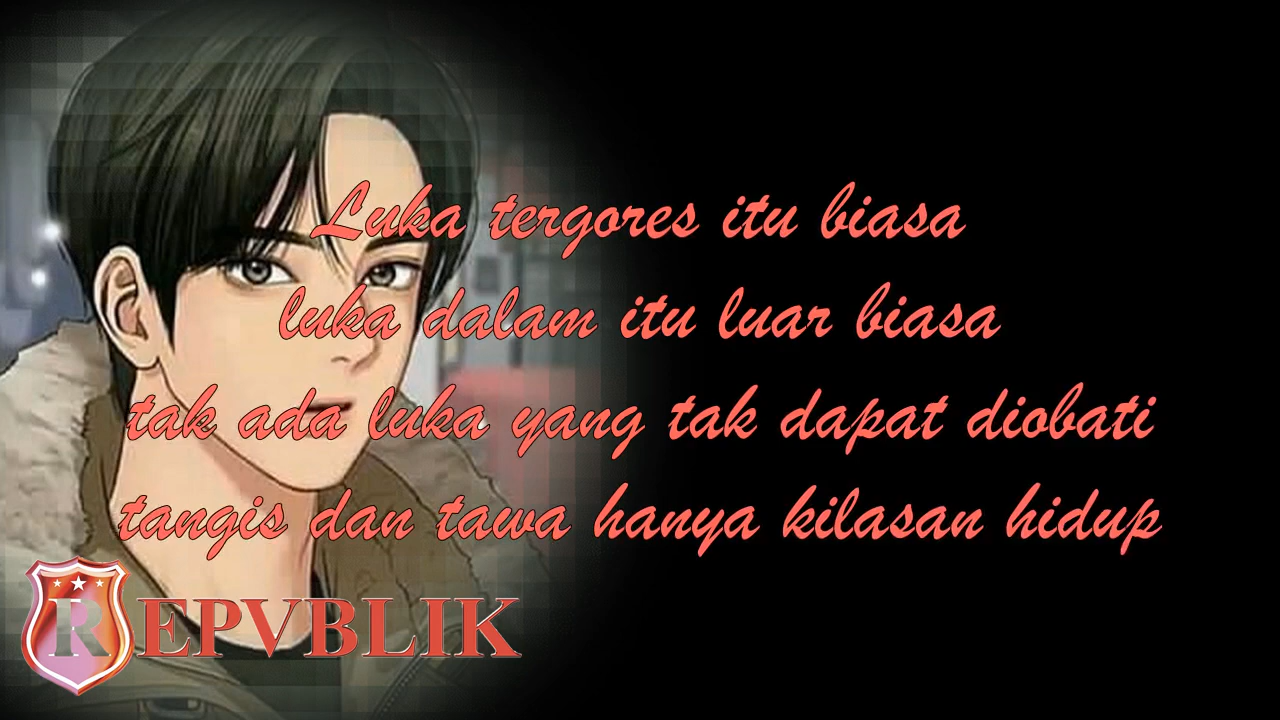 Luka tergores itu biasa
luka dalam itu luar biasa
tak ada luka yang tak dapat diobati
tangis dan tawa hanya kilasan hidup
REPVBLIK